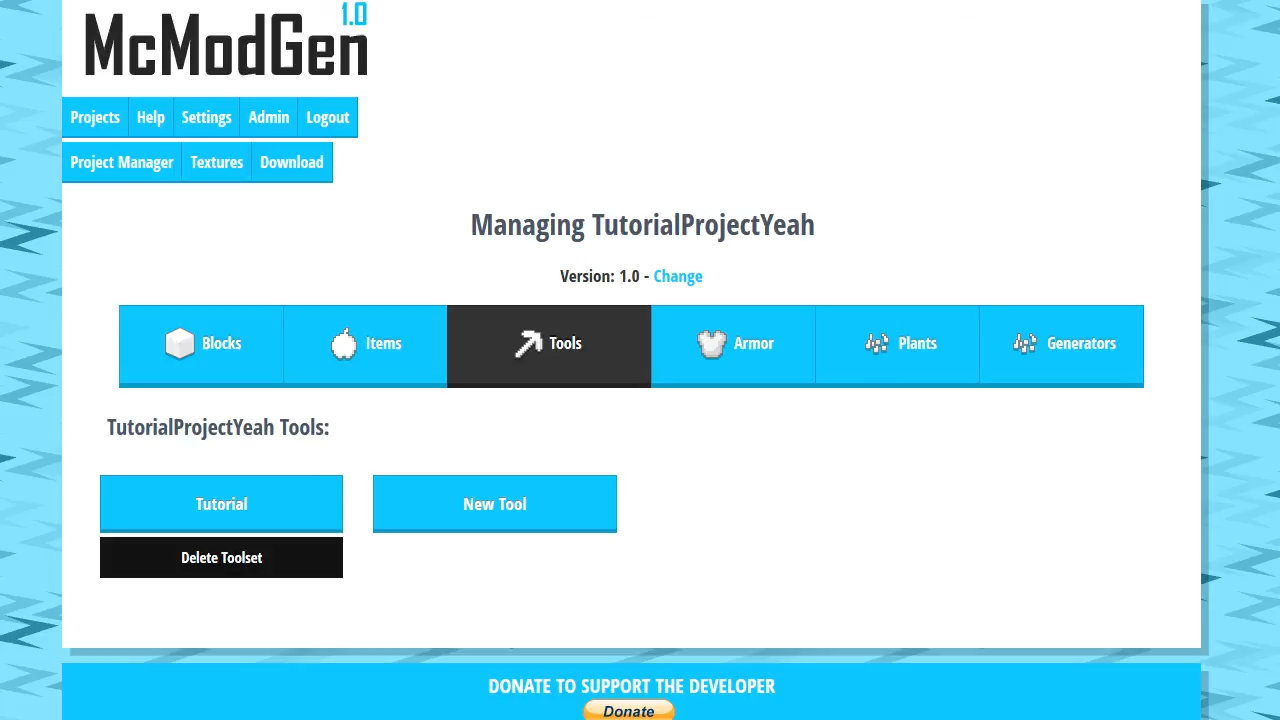 1.0
McModGen
Projects Help Settings Admin Logout
Project Manager Textures Download
Managing TutorialProjectYeah
Version: 1.0 - Change
Blocks Items Tools Armor Plants Generators
TutorialProjectYeah Tools:
Tutorial New Tool
Delete Toolset
DONATE TO SUPPORT THE DEVELOPER
Donate